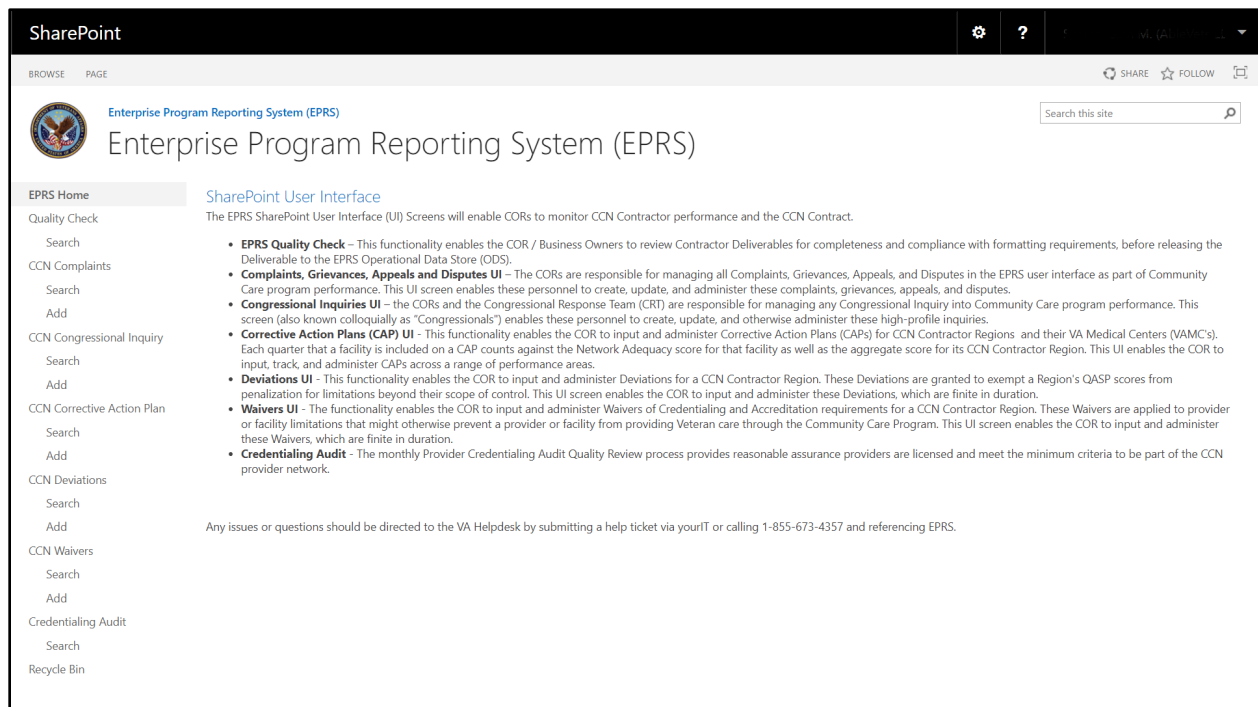 SharePoint
?
BROWSE PAGE
SHARE FOLLOW
Enterprise Program Reporting System (EPRS)
Search this site
Enterprise Program Reporting System (EPRS)
EPRS Home
Quality Check
Search
CCN Complaints
Search
Add
CCN Congressional Inquiry
Search
Add
CCN Corrective Action Plan
Search
Add
CCN Deviations
Search
Add
CCN Waivers
Search
Add
Credentialing Audit
Search
Recycle Bin
SharePoint User Interface
The EPRS SharePoint User Interface (UI) Screens will enable CORs to monitor CCN Contractor performance and the CCN Contract.
• EPRS Quality Check – This functionality enables the COR / Business Owners to review Contractor Deliverables for completeness and compliance with formatting requirements, before releasing the
Deliverable to the EPRS Operational Data Store (ODS).
• Complaints, Grievances, Appeals and Disputes UI – The CORs are responsible for managing all Complaints, Grievances, Appeals, and Disputes in the EPRS user interface as part of Community
Care program performance. This UI screen enables these personnel to create, update, and administer these complaints, grievances, appeals, and disputes.
• Congressional Inquiries UI – the CORs and the Congressional Response Team (CRT) are responsible for managing any Congressional Inquiry into Community Care program performance. This
screen (also known colloquially as “Congressionals”) enables these personnel to create, update, and otherwise administer these high-profile inquiries.
• Corrective Action Plans (CAP) UI - This functionality enables the COR to input and administer Corrective Action Plans (CAPs) for CCN Contractor Regions and their VA Medical Centers (VAMC's).
Each quarter that a facility is included on a CAP counts against the Network Adequacy score for that facility as well as the aggregate score for its CCN Contractor Region. This UI enables the COR to
input, track, and administer CAPs across a range of performance areas.
• Deviations UI - This functionality enables the COR to input and administer Deviations for a CCN Contractor Region. These Deviations are granted to exempt a Region's QASP scores from
penalization for limitations beyond their scope of control. This UI screen enables the COR to input and administer these Deviations, which are finite in duration.
• Waivers UI - The functionality enables the COR to input and administer Waivers of Credentialing and Accreditation requirements for a CCN Contractor Region. These Waivers are applied to provider
or facility limitations that might otherwise prevent a provider or facility from providing Veteran care through the Community Care Program. This UI screen enables the COR to input and administer
these Waivers, which are finite in duration.
• Credentialing Audit - The monthly Provider Credentialing Audit Quality Review process provides reasonable assurance providers are licensed and meet the minimum criteria to be part of the CCN
provider network.
Any issues or questions should be directed to the VA Helpdesk by submitting a help ticket via yourIT or calling 1-855-673-4357 and referencing EPRS.